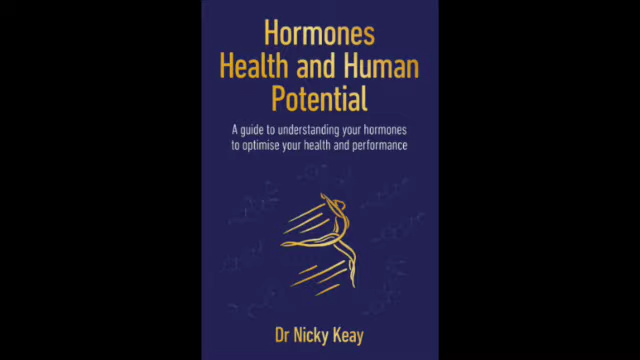 Hormones
Health and Human
Potential
A guide to understanding your hormones
to optimise your health and performance
Dr Nicky Keay